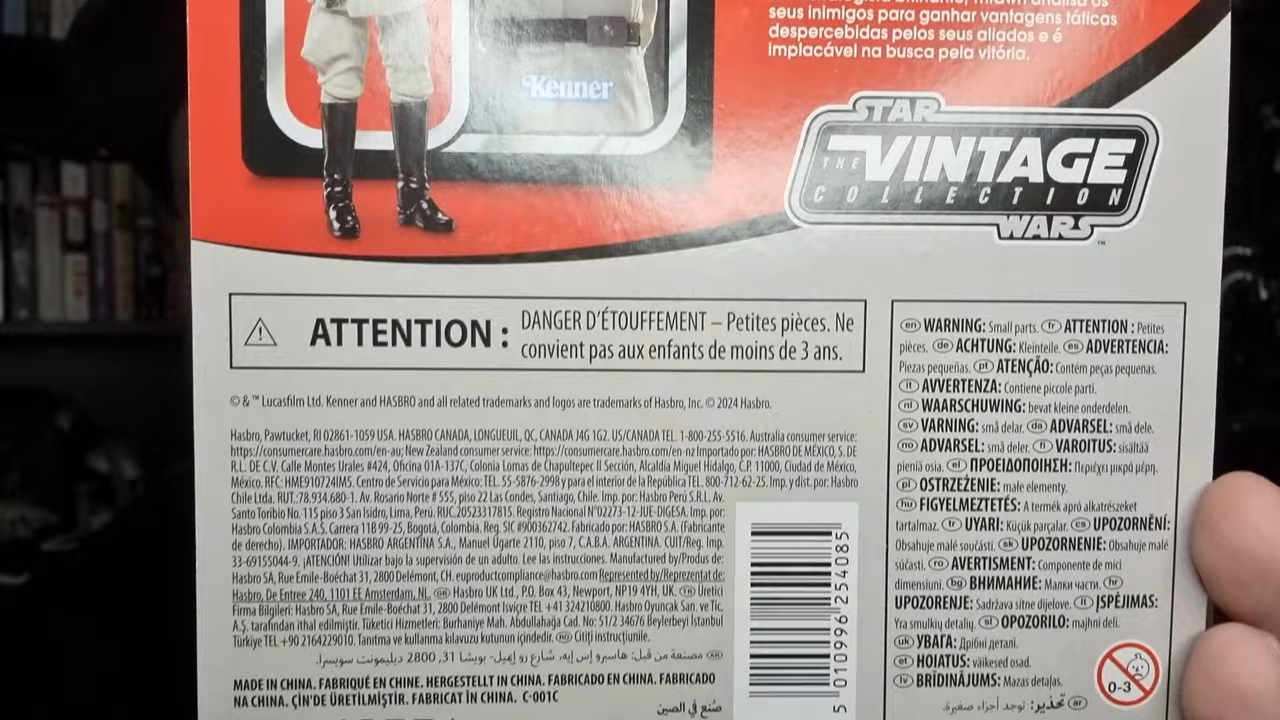 seus inimigos para ganhar vantagens táticas
despercebidas pelos seus aliados e é
implacável na busca pela vitória.
Kenner
STAR
THE VINTAGE
COLLECTION
WARS™
ATTENTION : DANGER D'ÉTOUFFEMENT – Petites pièces. Ne
convient pas aux enfants de moins de 3 ans.
© & ™ Lucasfilm Ltd. Kenner and HASBRO and all related trademarks and logos are trademarks of Hasbro, Inc. © 2024 Hasbro.
Hasbro, Pawtucket, RI 02861-1059 USA. HASBRO CANADA, LONGUEUIL, QC, CANADA J4G 1G2. US/CANADA TEL. 1-800-255-5516. Australia consumer service:
https://consumercare.hasbro.com/en-au; New Zealand consumer service: https://consumercare.hasbro.com/en-nz Importado por: HASBRO DE MÉXICO, S. DE
R.L. DE C.V. Calle Montes Urales #424, Oficina 01A-137C, Colonia Lomas de Chapultepec II Sección, Alcaldía Miguel Hidalgo, C.P. 11000, Ciudad de México,
México. RFC: HME910724IM5. Centro de Servicio para México: TEL. 55-5876-2998 y para el interior de la República TEL. 800-712-62-25. Imp. y dist. por: Hasbro
Chile Ltda. RUT.:78.934.680-1. Av. Rosario Norte # 555, piso 22 Las Condes, Santiago, Chile. Imp. por: Hasbro Perú S.R.L. Av.
Santo Toribio No. 115 piso 3 San Isidro, Lima, Perú. RUC.20523317815. Registro Nacional N°02273-12-JUE-DIGESA. Imp. por:
Hasbro Colombia S.A.S. Carrera 11B 99-25, Bogotá, Colombia. Reg. SIC #900362742. Fabricado por: HASBRO S.A. (Fabricante
de derecho). IMPORTADOR: HASBRO ARGENTINA S.A., Manuel Ugarte 2110, piso 7, C.A.B.A. ARGENTINA. CUIT/Reg. Imp.
33-69155044-9. ¡ATENCIÓN! Utilizar bajo la supervisión de un adulto. Lee las instrucciones. Manufactured by/Produs de:
Hasbro SA, Rue Emile-Boéchat 31, 2800 Delémont, CH. euproductcompliance@hasbro.com Represented by/Reprezentat de:
Hasbro, De Entree 240, 1101 EE Amsterdam, NL. GB Hasbro UK Ltd., P.O. Box 43, Newport, NP19 4YH, UK. TR Üretici
Firma Bilgileri: Hasbro SA, Rue Emile-Boéchat 31, 2800 Delémont İsviçre TEL +41 324210800. Hasbro Oyuncak San. ve Tic.
A.Ş. tarafından ithal edilmiştir. Tüketici Hizmetleri: Burhaniye Mah. Abdullahağa Cad. No: 51/2 34676 Beylerbeyi İstanbul
Türkiye TEL +90 2164229010. Tanıtma ve kullanma kılavuzu kutunun içindedir. RO Citiţi instrucţiunile.
AR مصنعة من قبل: هاسبرو إس إيه، شارع رو إميل- بويشا 31, 2800 ديليمونت سويسرا.
MADE IN CHINA. FABRIQUÉ EN CHINE. HERGESTELLT IN CHINA. FABRICADO EN CHINA. FABRICADO
NA CHINA. ÇİN'DE ÜRETİLMİŞTİR. FABRICAT ÎN CHINA. C-001C
صُنع في الصين
5 010996 254085
en WARNING: Small parts. fr ATTENTION : Petites
pièces. de ACHTUNG: Kleinteile. es ADVERTENCIA:
Piezas pequeñas. pt ATENÇÃO: Contém peças pequenas.
it AVVERTENZA: Contiene piccole parti.
nl WAARSCHUWING: bevat kleine onderdelen.
sv VARNING: små delar. da ADVARSEL: små dele.
no ADVARSEL: små deler. fi VAROITUS: sisältää
pieniä osia. el ΠΡΟΕΙΔΟΠΟΙΗΣΗ: Περιέχει μικρά μέρη.
pl OSTRZEŻENIE: małe elementy.
hu FIGYELMEZTETÉS: A termék apró alkatrészeket
tartalmaz. tr UYARI: Küçük parçalar. cs UPOZORNĚNÍ:
Obsahuje malé součásti. sk UPOZORNENIE: Obsahuje malé
súčasti. ro AVERTISMENT: Componente de mici
dimensiuni. bg ВНИМАНИЕ: Малки части. hr
UPOZORENJE: Sadržava sitne dijelove. lt ĮSPĖJIMAS:
Yra smulkių detalių. sl OPOZORILO: majhni deli.
uk УВАГА: Дрібні деталі.
et HOIATUS: väikesed osad.
lv BRĪDINĀJUMS: Mazas detaļas.
ar تحذير: توجد أجزاء صغيرة.
0-3